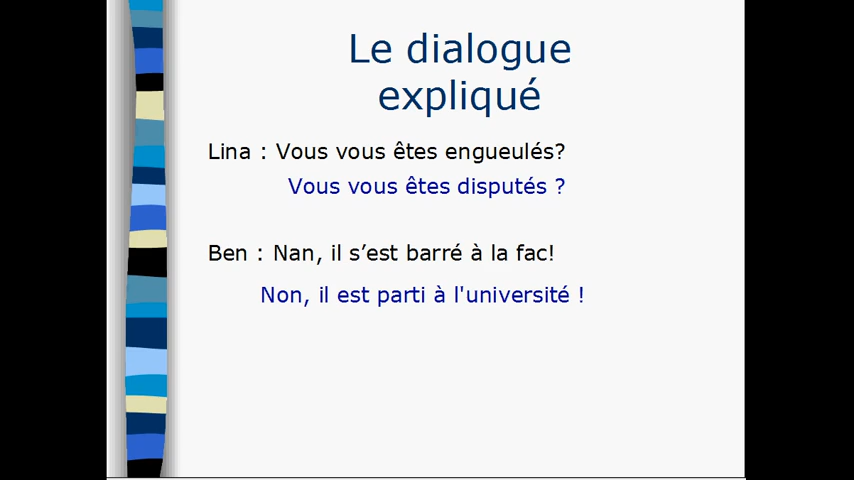 Le dialogue
expliqué
Lina : Vous vous êtes engueulés?
Vous vous êtes disputés ?
Ben : Nan, il s’est barré à la fac!
Non, il est parti à l'université !